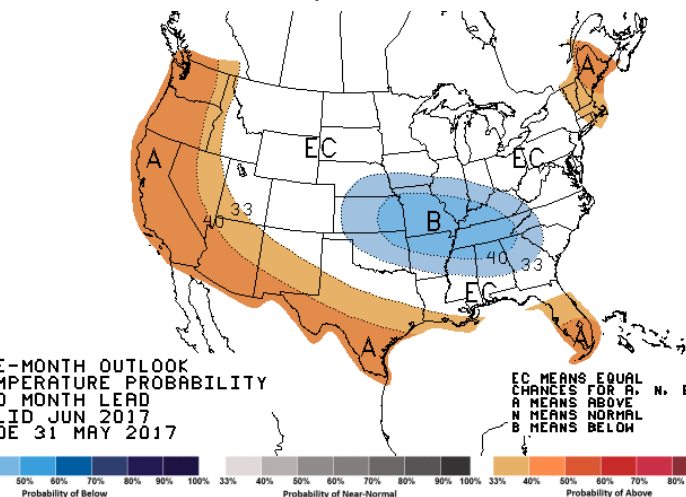 A
EC
A
EC
33
40
B
40
33
EC
A
A
E-MONTH OUTLOOK
MPERATURE PROBABILITY
O MONTH LEAD
LID JUN 2017
DE 31 MAY 2017
EC MEANS EQUAL
CHANCES FOR A, N, B
A MEANS ABOVE
N MEANS NORMAL
B MEANS BELOW
50% 60% 70% 80% 90% 100% 33% 40% 50% 60% 70% 80% 90% 100% 33% 40% 50% 60% 70% 80%
Probability of Below Probability of Near-Normal Probability of Above